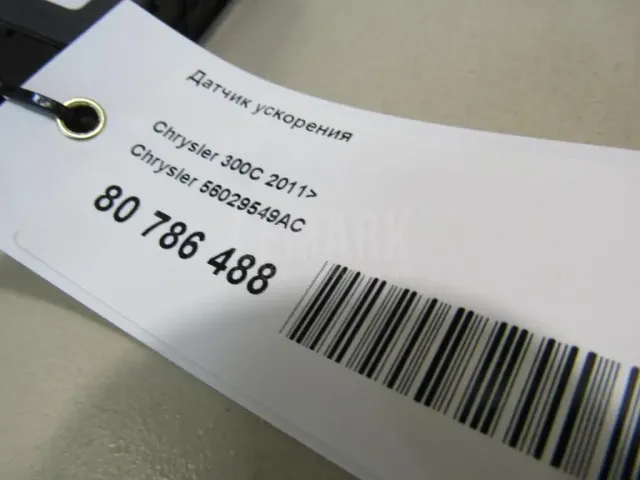 Датчик ускорения
Chrysler 300C 2011>
Chrysler 56029549AC
80 786 488